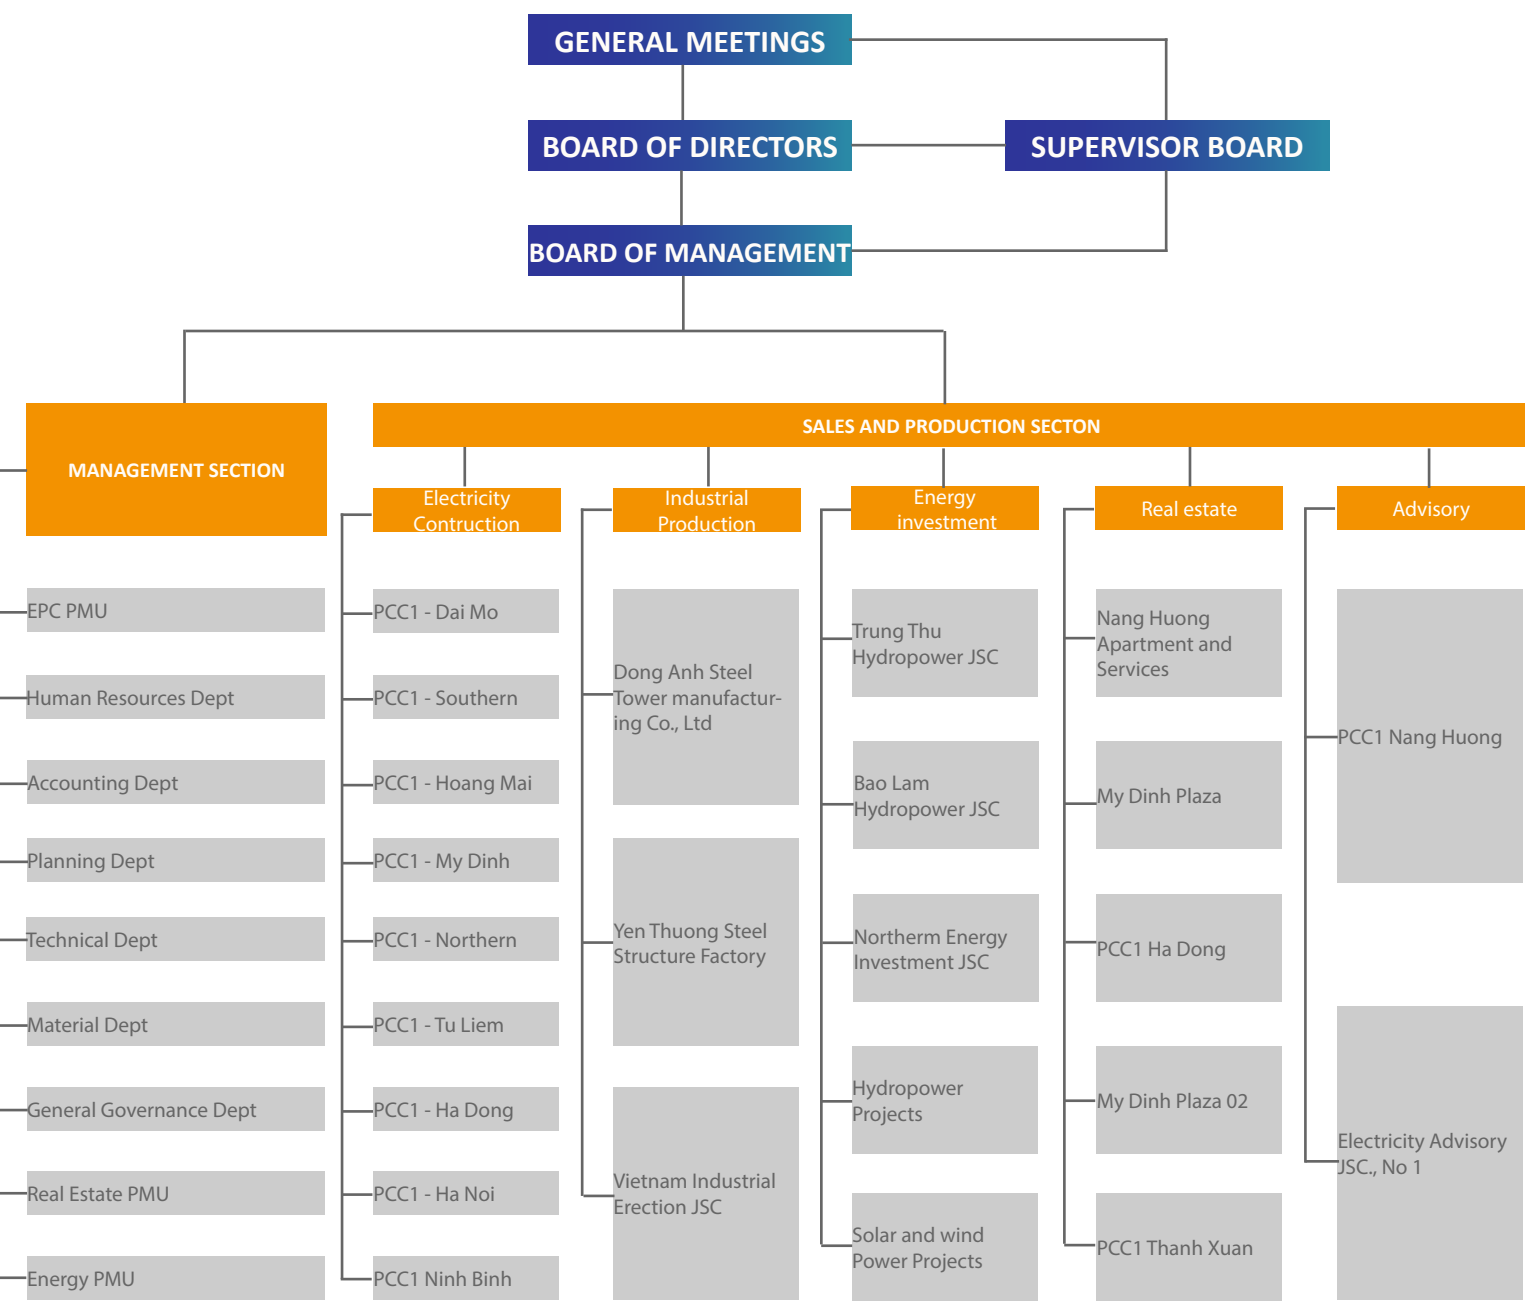 GENERAL MEETINGS
BOARD OF DIRECTORS
SUPERVISOR BOARD
BOARD OF MANAGEMENT
MANAGEMENT SECTION
SALES AND PRODUCTION SECTON
Electricity
Contruction
Industrial
Production
Energy
investment
Real estate
Advisory
EPC PMU
Human Resources Dept
Accounting Dept
Planning Dept
Technical Dept
Material Dept
General Governance Dept
Real Estate PMU
Energy PMU
PCC1 - Dai Mo
PCC1 - Southern
PCC1 - Hoang Mai
PCC1 - My Dinh
PCC1 - Northern
PCC1 - Tu Liem
PCC1 - Ha Dong
PCC1 - Ha Noi
PCC1 Ninh Binh
Dong Anh Steel
Tower manufactur-
ing Co., Ltd
Yen Thuong Steel
Structure Factory
Vietnam Industrial
Erection JSC
Trung Thu
Hydropower JSC
Bao Lam
Hydropower JSC
Northerm Energy
Investment JSC
Hydropower
Projects
Solar and wind
Power Projects
Nang Huong
Apartment and
Services
My Dinh Plaza
PCC1 Ha Dong
My Dinh Plaza 02
PCC1 Thanh Xuan
PCC1 Nang Huong
Electricity Advisory
JSC., No 1